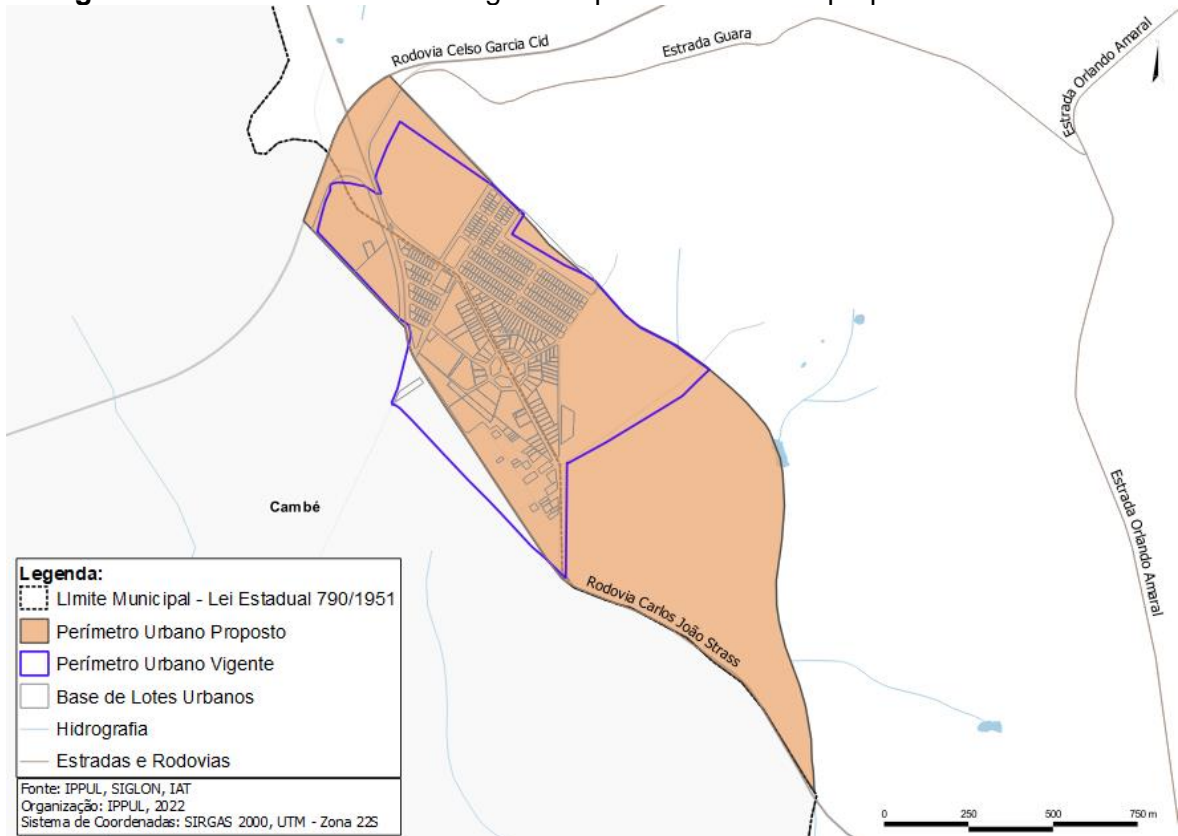 Rodovia Celso Garcia Cid
Estrada Guara
Estrada Orlando Amaral
Cambé
Rodovia Carlos João Strass
Estrada Orlando Amaral
Legenda:
LImite Municipal - Lei Estadual 790/1951
Perímetro Urbano Proposto
Perímetro Urbano Vigente
Base de Lotes Urbanos
Hidrografia
Estradas e Rodovias
Fonte: IPPUL, SIGLON, IAT
Organização: IPPUL, 2022
Sistema de Coordenadas: SIRGAS 2000, UTM - Zona 22S
0 250 500 750 m